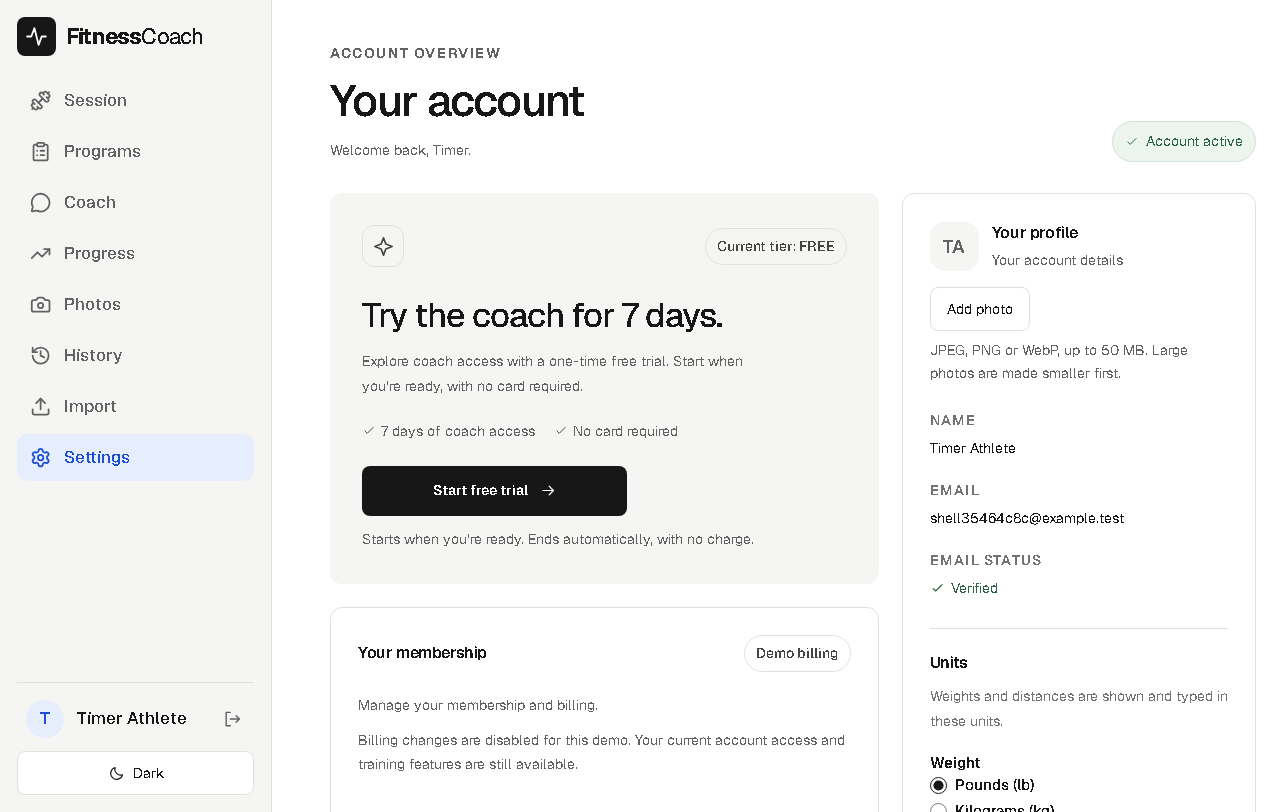 FitnessCoach
Session
Programs
Coach
Progress
Photos
History
Import
Settings
T
Timer Athlete
Dark
ACCOUNT OVERVIEW
Your account
Welcome back, Timer.
Account active
Current tier: FREE
Try the coach for 7 days.
Explore coach access with a one-time free trial. Start when
you're ready, with no card required.
7 days of coach access
No card required
Start free trial
Starts when you're ready. Ends automatically, with no charge.
Your membership
Demo billing
Manage your membership and billing.
Billing changes are disabled for this demo. Your current account access and
training features are still available.
TA
Your profile
Your account details
Add photo
JPEG, PNG or WebP, up to 50 MB. Large
photos are made smaller first.
NAME
Timer Athlete
EMAIL
shell35464c8c@example.test
EMAIL STATUS
Verified
Units
Weights and distances are shown and typed in
these units.
Weight
Pounds (lb)
Kilograms (kg)